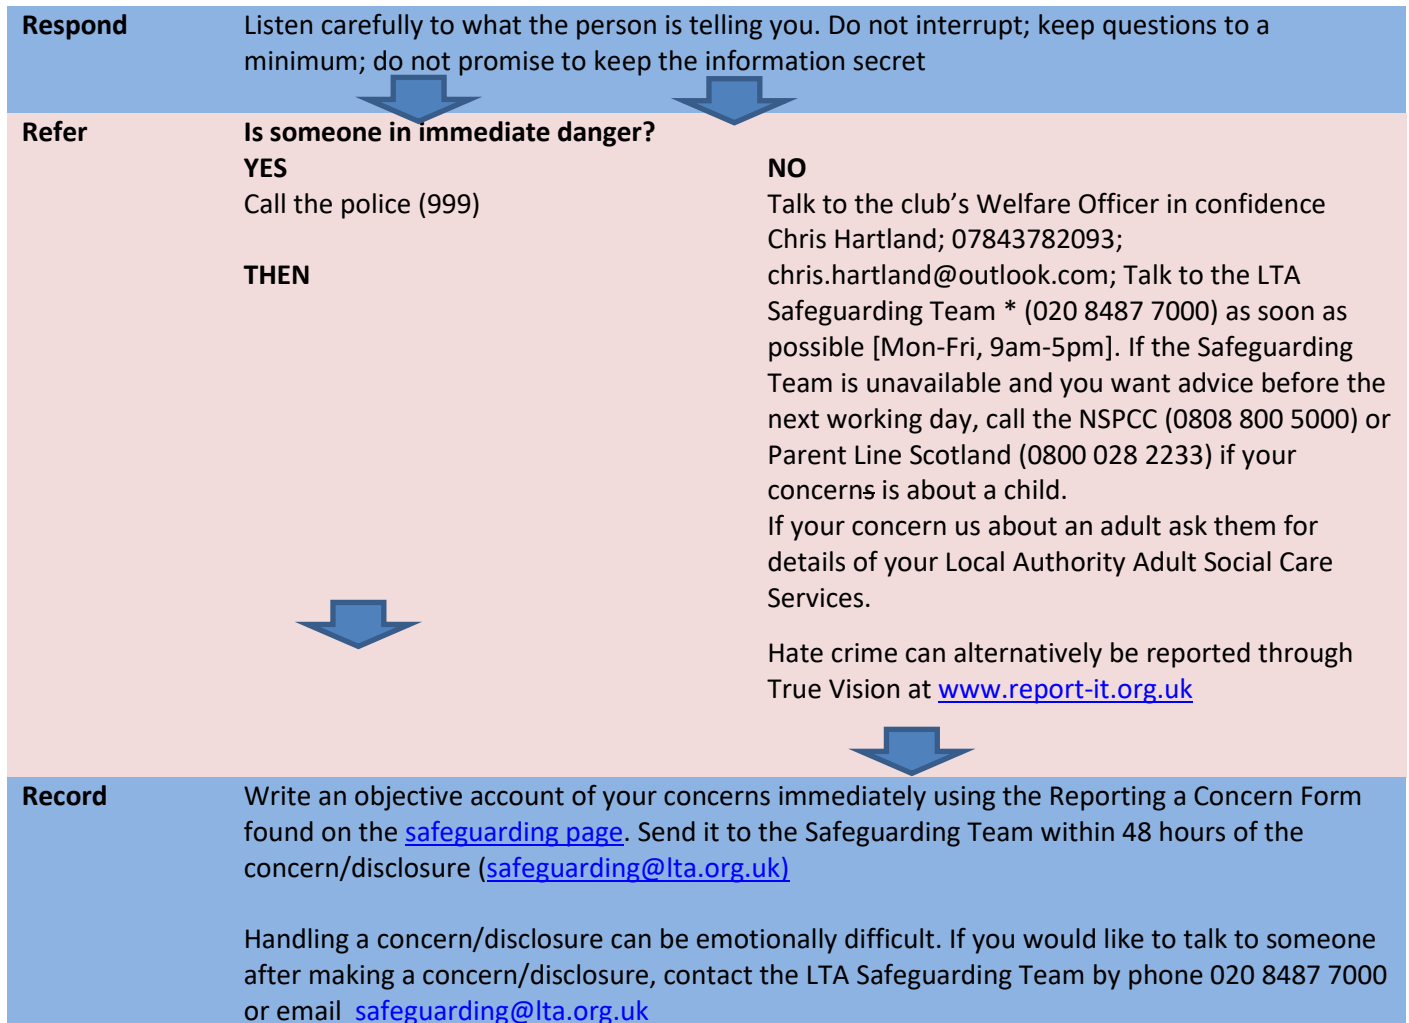 Respond
Listen carefully to what the person is telling you. Do not interrupt; keep questions to a
minimum; do not promise to keep the information secret
Refer
Is someone in immediate danger?
YES
Call the police (999)
THEN
NO
Talk to the club’s Welfare Officer in confidence
Chris Hartland; 07843782093;
chris.hartland@outlook.com; Talk to the LTA
Safeguarding Team * (020 8487 7000) as soon as
possible [Mon-Fri, 9am-5pm]. If the Safeguarding
Team is unavailable and you want advice before the
next working day, call the NSPCC (0808 800 5000) or
Parent Line Scotland (0800 028 2233) if your
concerns is about a child.
If your concern us about an adult ask them for
details of your Local Authority Adult Social Care
Services.
Hate crime can alternatively be reported through
True Vision at www.report-it.org.uk
Record
Write an objective account of your concerns immediately using the Reporting a Concern Form
found on the safeguarding page. Send it to the Safeguarding Team within 48 hours of the
concern/disclosure (safeguarding@lta.org.uk)
Handling a concern/disclosure can be emotionally difficult. If you would like to talk to someone
after making a concern/disclosure, contact the LTA Safeguarding Team by phone 020 8487 7000
or email safeguarding@lta.org.uk